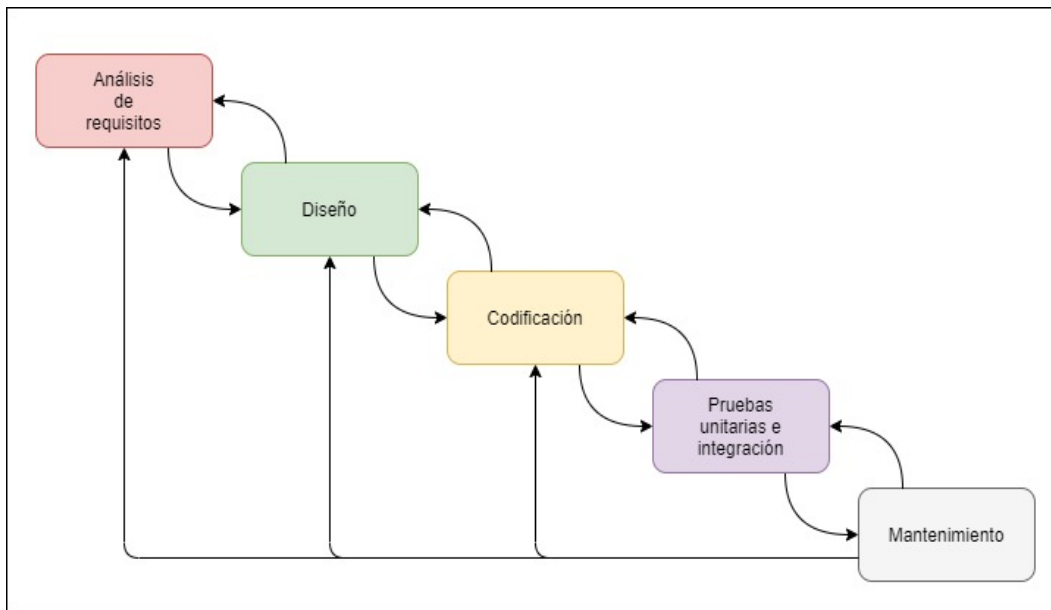 Análisis
de
requisitos
Diseño
Codificación
Pruebas
unitarias e
integración
Mantenimiento